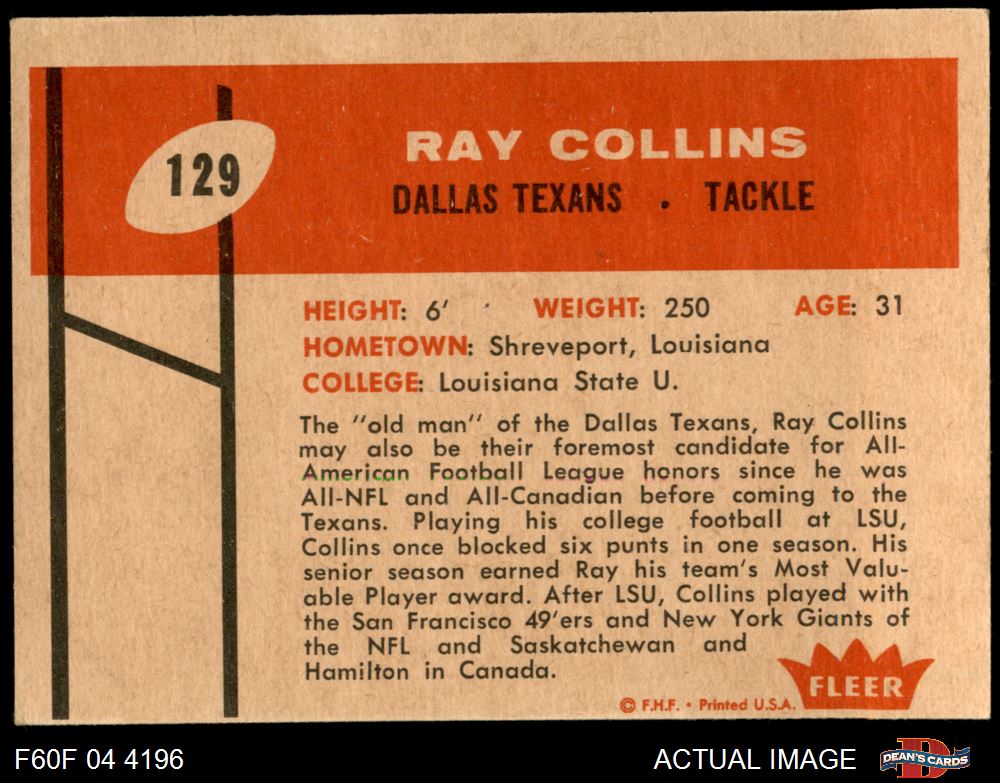 129
RAY COLLINS
DALLAS TEXANS . TACKLE
HEIGHT: 6' WEIGHT: 250 AGE: 31
HOMETOWN: Shreveport, Louisiana
COLLEGE: Louisiana State U.
The "old man" of the Dallas Texans, Ray Collins
may also be their foremost candidate for All-
American Football League honors since he was
All-NFL and All-Canadian before coming to the
Texans. Playing his college football at LSU,
Collins once blocked six punts in one season. His
senior season earned Ray his team's Most Valu-
able Player award. After LSU, Collins played with
the San Francisco 49'ers and New York Giants of
the NFL and Saskatchewan and
Hamilton in Canada.
FLEER
© F.H.F. • Printed U.S.A.
F60F 04 4196
ACTUAL IMAGE
DEAN'S CARDS